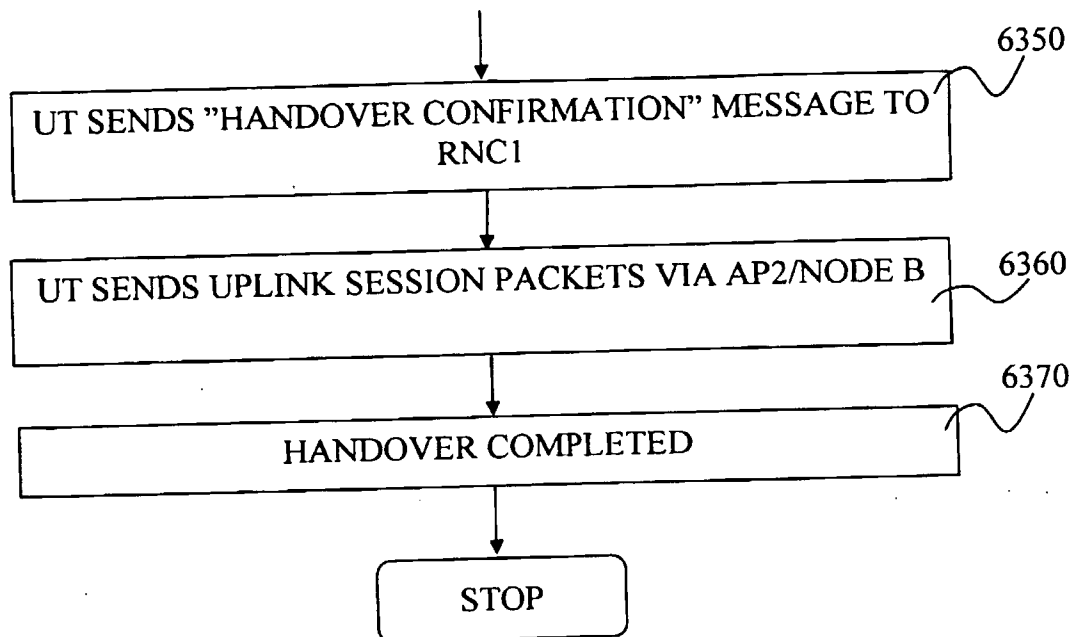 6350
UT SENDS ”HANDOVER CONFIRMATION” MESSAGE TO
RNC1
UT SENDS UPLINK SESSION PACKETS VIA AP2/NODE B
6360
6370
HANDOVER COMPLETED
STOP